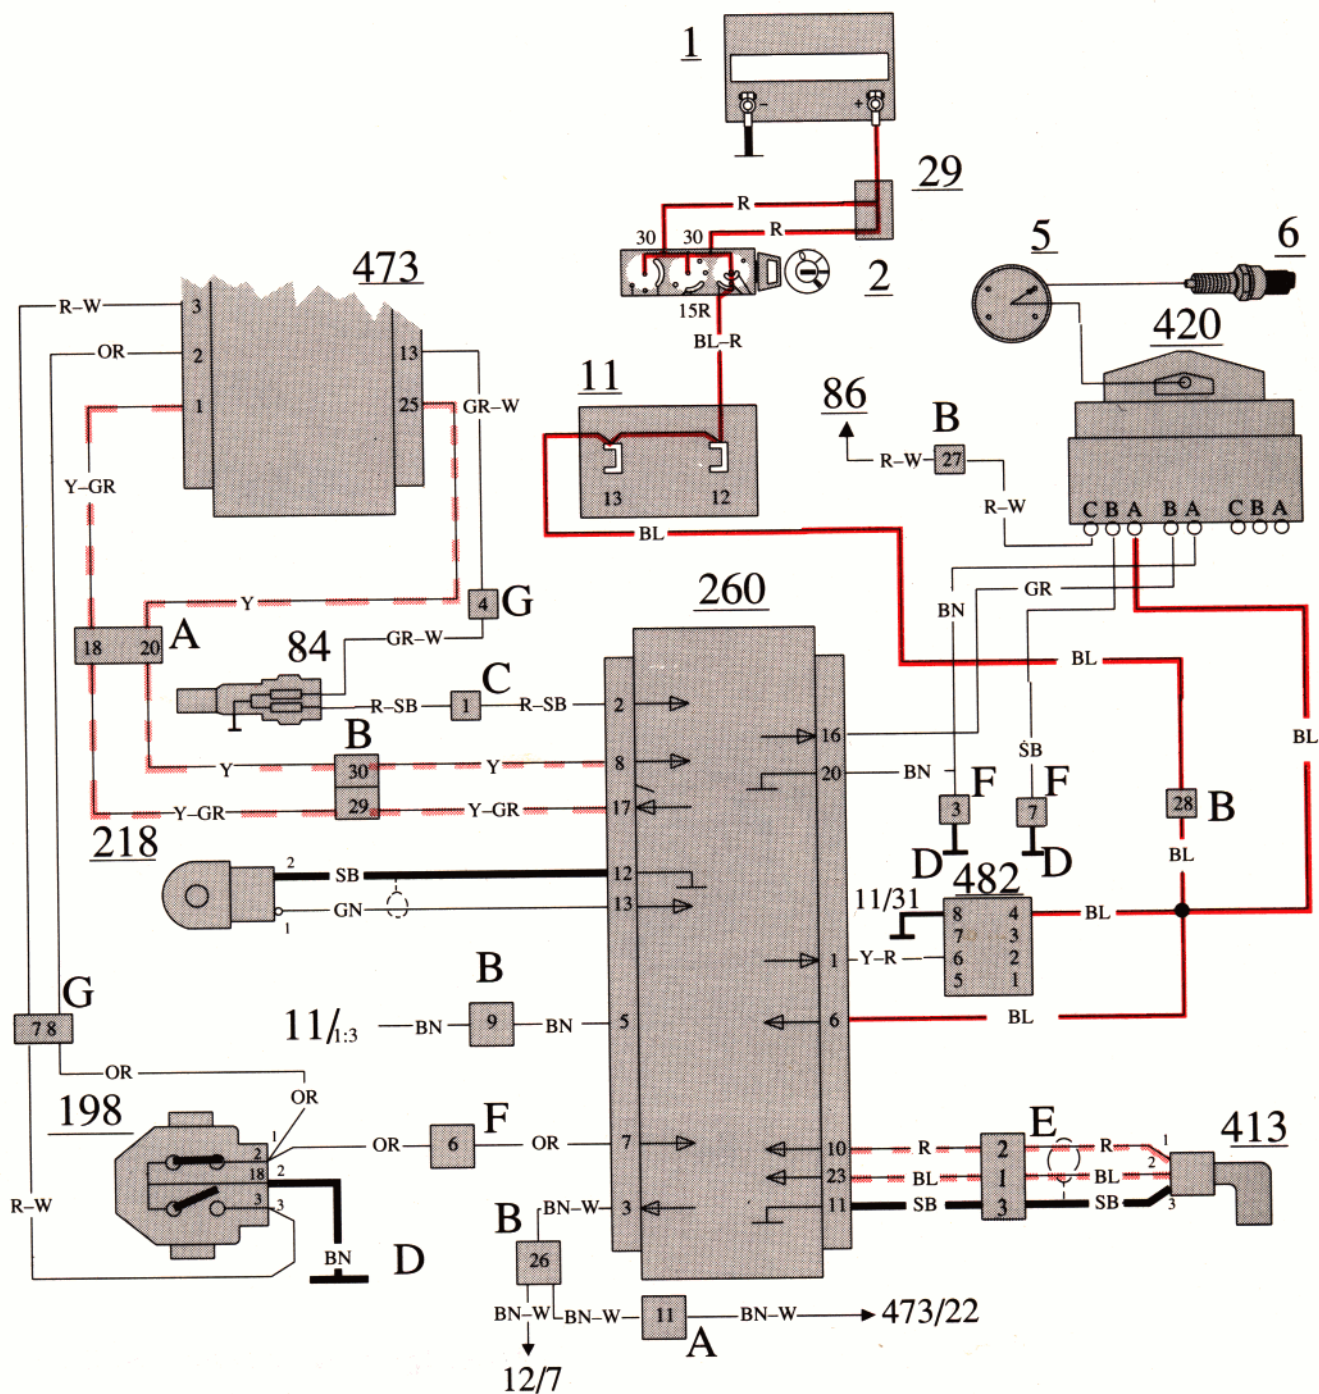 1
− +
29
R
R
30 30
2
15R
BL–R
5
6
473
R–W
3
OR
2
1
13
25
GR–W
Y–GR
11
13
12
BL
86
B
R–W
27
R–W
420
C B A B A C B A
GR
BN
260
Y
4
G
18 20
A
GR–W
84
C
R–SB
1
R–SB
2
16
BL
BL
SB
B
Y
30
Y
8
20
BN
F
3
F
7
28
B
Y–GR
29
Y–GR
17
218
D
D
BL
2
SB
12
GN
13
1
482
11/31
8 4
7 3
6 2
5 1
BL
1
Y–R
B
G
7 8
11/1:3
BN
9
BN
5
6
BL
OR
OR
198
1
2
18
2
3
3
OR
F
6
OR
7
R–W
BN
D
10
R
2
E
R
1
413
23
BL
1
BL
2
11
SB
3
SB
3
BN–W
3
B
26
BN–W
BN–W
11
BN–W
473/22
A
12/7